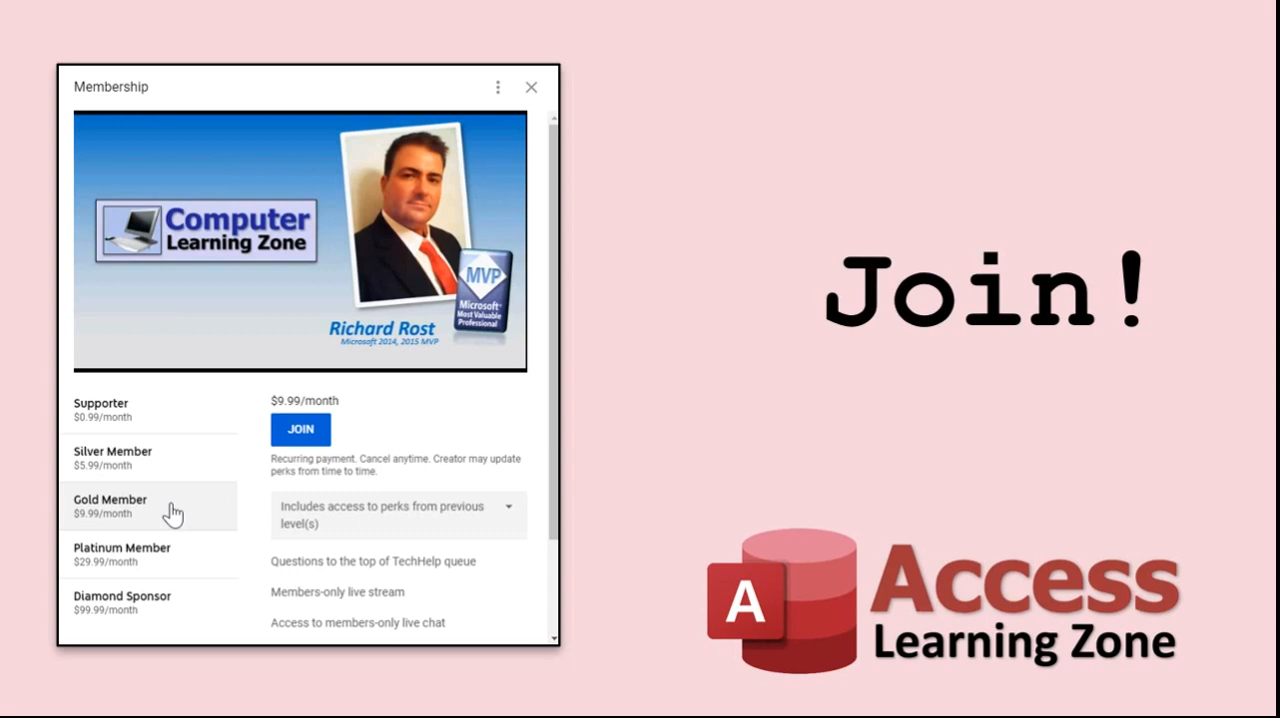 Membership
Computer
Learning Zone
MVP
Microsoft®
Most Valuable
Professional
Richard Rost
Microsoft 2014, 2015 MVP
Supporter
$0.99/month
Silver Member
$5.99/month
Gold Member
$9.99/month
Platinum Member
$29.99/month
Diamond Sponsor
$99.99/month
$9.99/month
JOIN
Recurring payment. Cancel anytime. Creator may update
perks from time to time.
Includes access to perks from previous
level(s)
Questions to the top of TechHelp queue
Members-only live stream
Access to members-only live chat
Join!
A
Access
Learning Zone